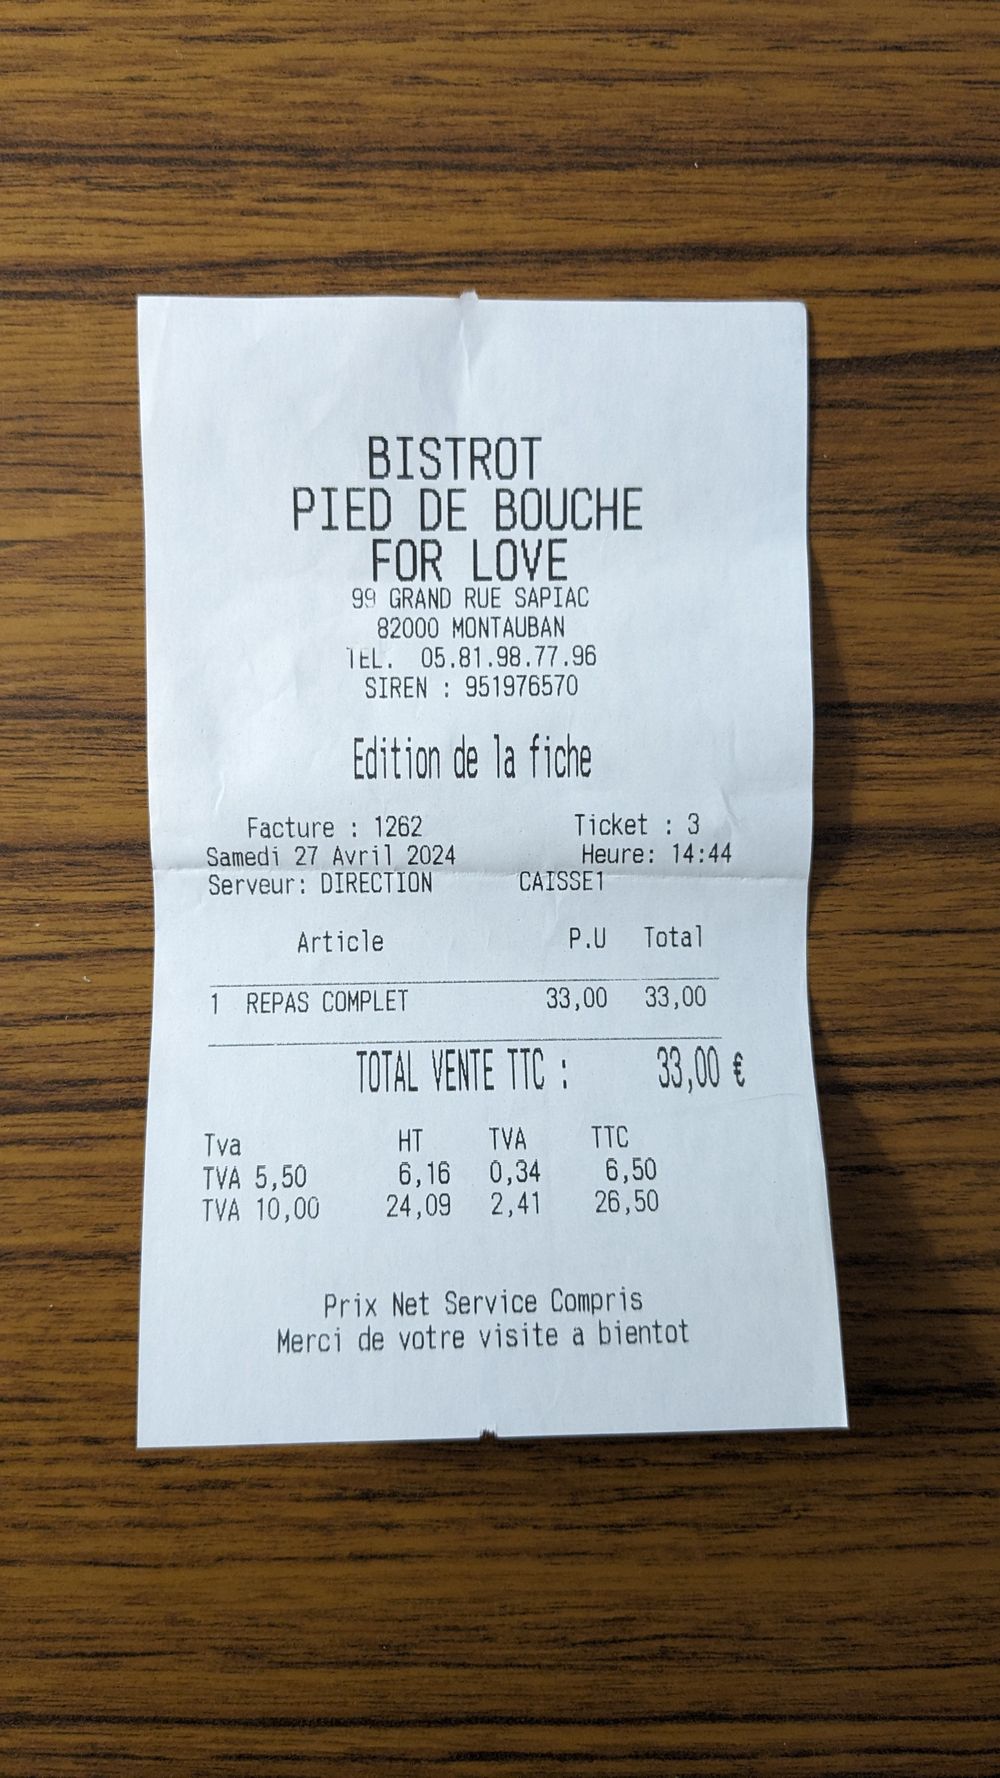 BISTROT
PIED DE BOUCHE
FOR LOVE
99 GRAND RUE SAPIAC
82000 MONTAUBAN
TEL. 05.81.98.77.96
SIREN : 951976570
Edition de la fiche
Facture : 1262 Ticket : 3
Samedi 27 Avril 2024 Heure: 14:44
Serveur: DIRECTION CAISSE1
Article P.U Total
1 REPAS COMPLET 33,00 33,00
TOTAL VENTE TTC : 33,00 €
Tva HT TVA TTC
TVA 5,50 6,16 0,34 6,50
TVA 10,00 24,09 2,41 26,50
Prix Net Service Compris
Merci de votre visite a bientot